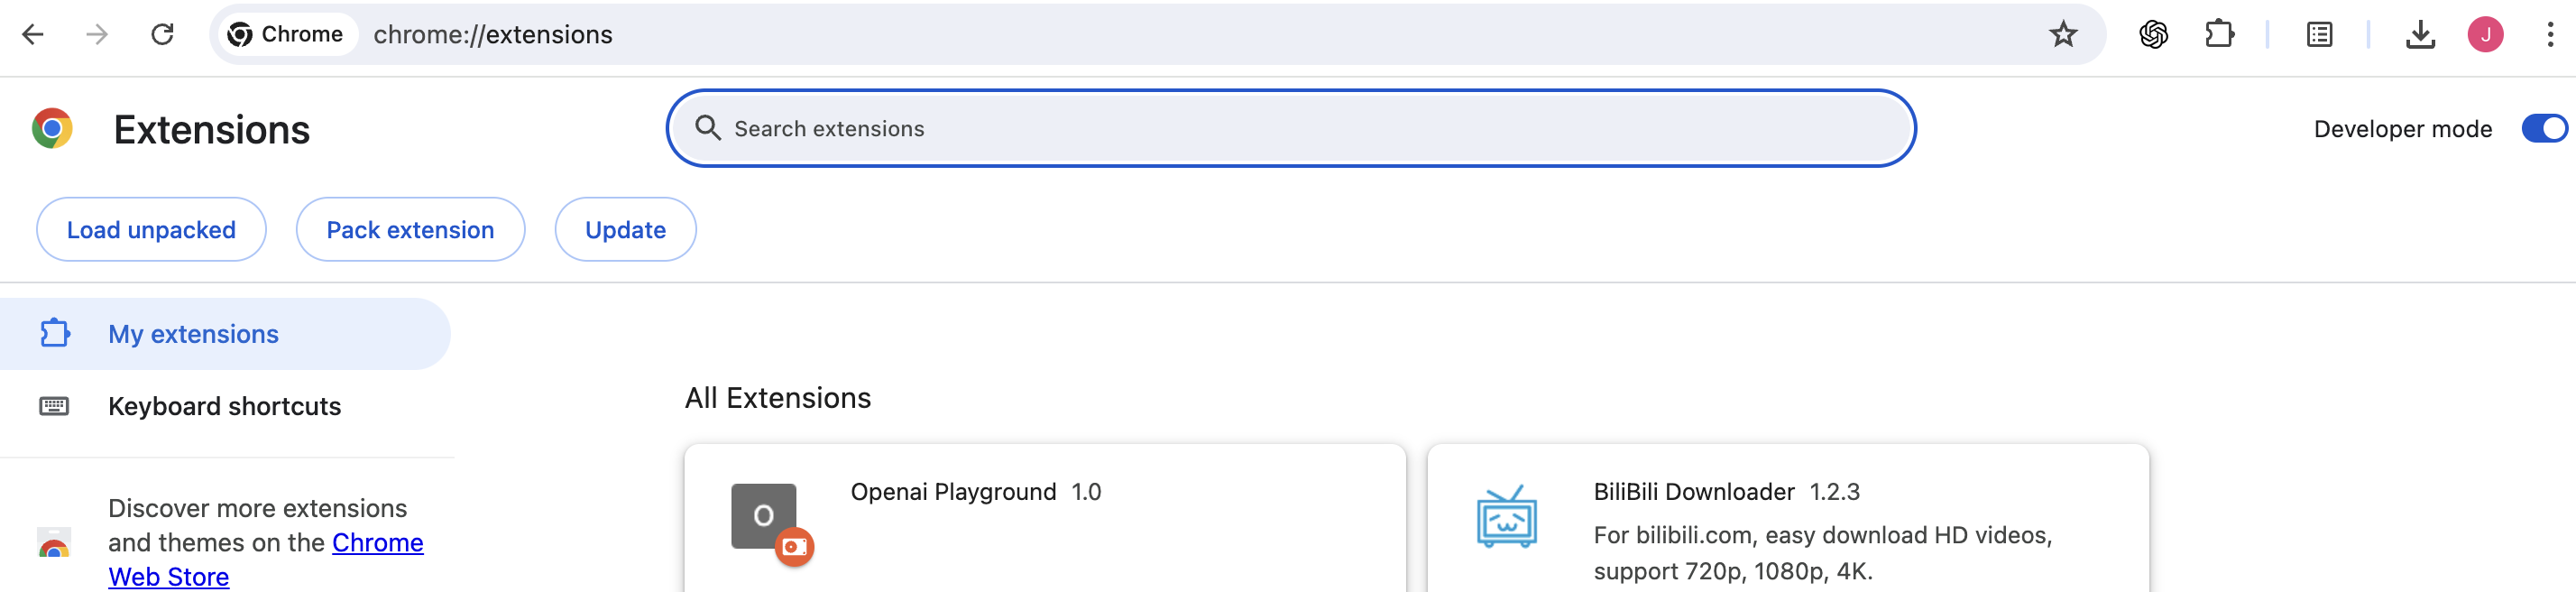 Chrome chrome://extensions J
Extensions
Search extensions
Developer mode
Load unpacked
Pack extension
Update
My extensions
Keyboard shortcuts
Discover more extensions
and themes on the Chrome
Web Store
All Extensions
O
Openai Playground 1.0
BiliBili Downloader 1.2.3
For bilibili.com, easy download HD videos,
support 720p, 1080p, 4K.